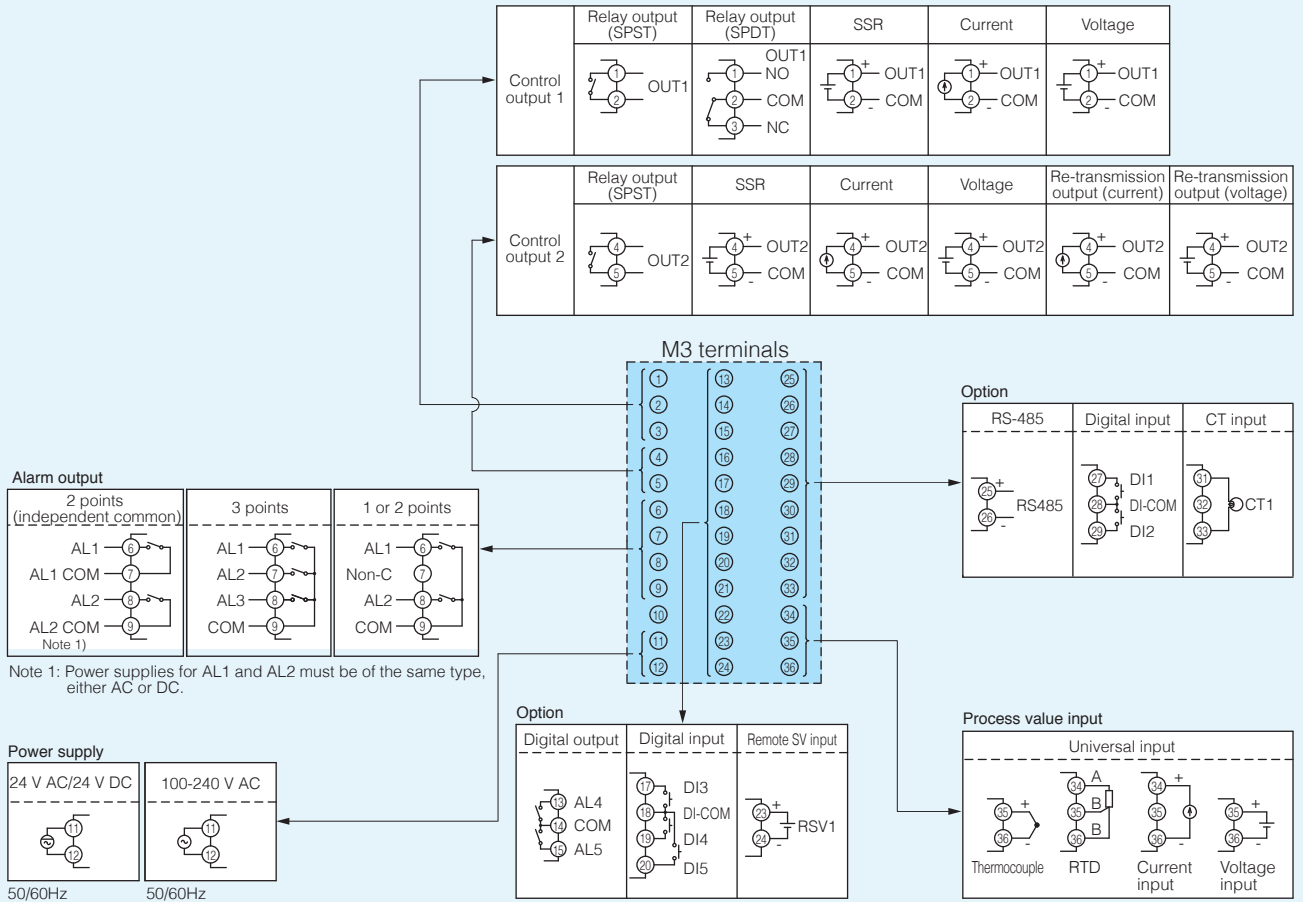 Relay output
(SPST)
Relay output
(SPDT)
SSR
Current
Voltage
Control
output 1
1
2
OUT1
OUT1
1 NO
2 COM
3 NC
1 + OUT1
2 - COM
1 + OUT1
2 - COM
1 + OUT1
2 - COM
Relay output
(SPST)
SSR
Current
Voltage
Re-transmission
output (current)
Re-transmission
output (voltage)
Control
output 2
4
5
OUT2
4 + OUT2
5 - COM
4 + OUT2
5 - COM
4 + OUT2
5 - COM
4 + OUT2
5 - COM
4 + OUT2
5 - COM
M3 terminals
1 13 25
2 14 26
3 15 27
4 16 28
5 17 29
6 18 30
7 19 31
8 20 32
9 21 33
10 22 34
11 23 35
12 24 36
Option
RS-485
Digital input
CT input
25 +
26 -
RS485
27 DI1
28 DI-COM
29 DI2
31
32
33
CT1
Alarm output
2 points
(independent common)
3 points
1 or 2 points
AL1 6
AL1 COM 7
AL2 8
AL2 COM 9
Note 1)
AL1 6
AL2 7
AL3 8
COM 9
AL1 6
Non-C 7
AL2 8
COM 9
Note 1: Power supplies for AL1 and AL2 must be of the same type,
either AC or DC.
Power supply
24 V AC/24 V DC
100-240 V AC
11
12
11
12
50/60Hz
50/60Hz
Option
Digital output
Digital input
Remote SV input
13 AL4
14 COM
15 AL5
17 DI3
18 DI-COM
19 DI4
20 DI5
23 +
24 -
RSV1
Process value input
Universal input
35 +
36 -
Thermocouple
34 A
35 B
36 B
RTD
34 +
35
36 -
Current
input
35 +
36 -
Voltage
input